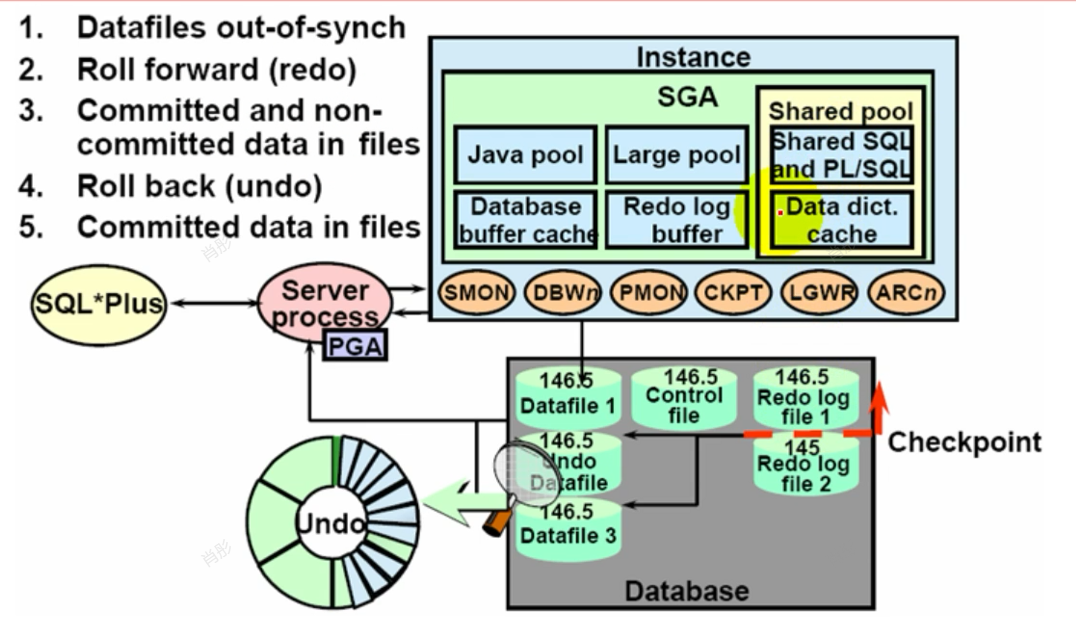 1. Datafiles out-of-synch
2. Roll forward (redo)
3. Committed and non-
committed data in files
4. Roll back (undo)
5. Committed data in files
Instance
SGA
Shared pool
Shared SQL
and PL/SQL
Java pool
Large pool
Database
buffer cache
Redo log
buffer
Data dict.
cache
SMON
DBWn
PMON
CKPT
LGWR
ARCn
SQL*Plus
Server
process
PGA
146.5
Datafile 1
146.5
Control
file
146.5
Redo log
file 1
Checkpoint
146.5
Undo
Datafile
145
Redo log
file 2
146.5
Datafile 3
Undo
Database
肖彤
肖彤
肖彤